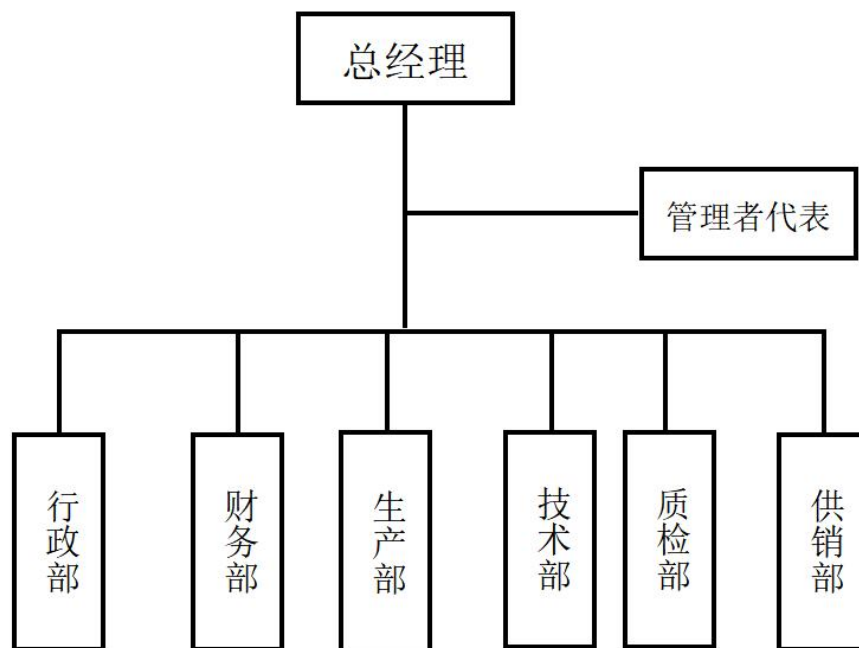 总经理
管理者代表
行政部
财务部
生产部
技术部
质检部
供销部